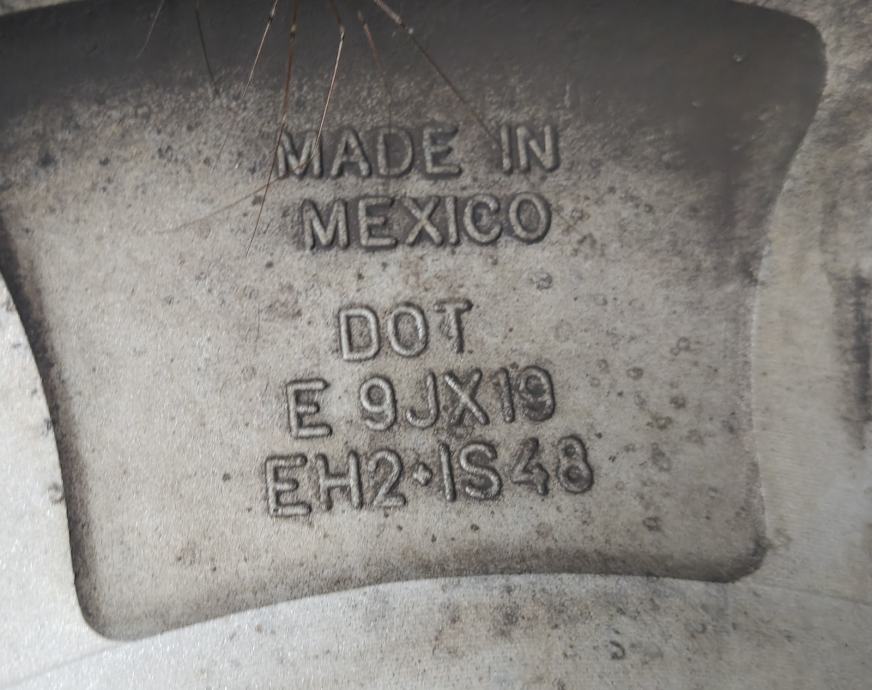 MADE IN
MEXICO
DOT
E 9JX19
EH2+IS48